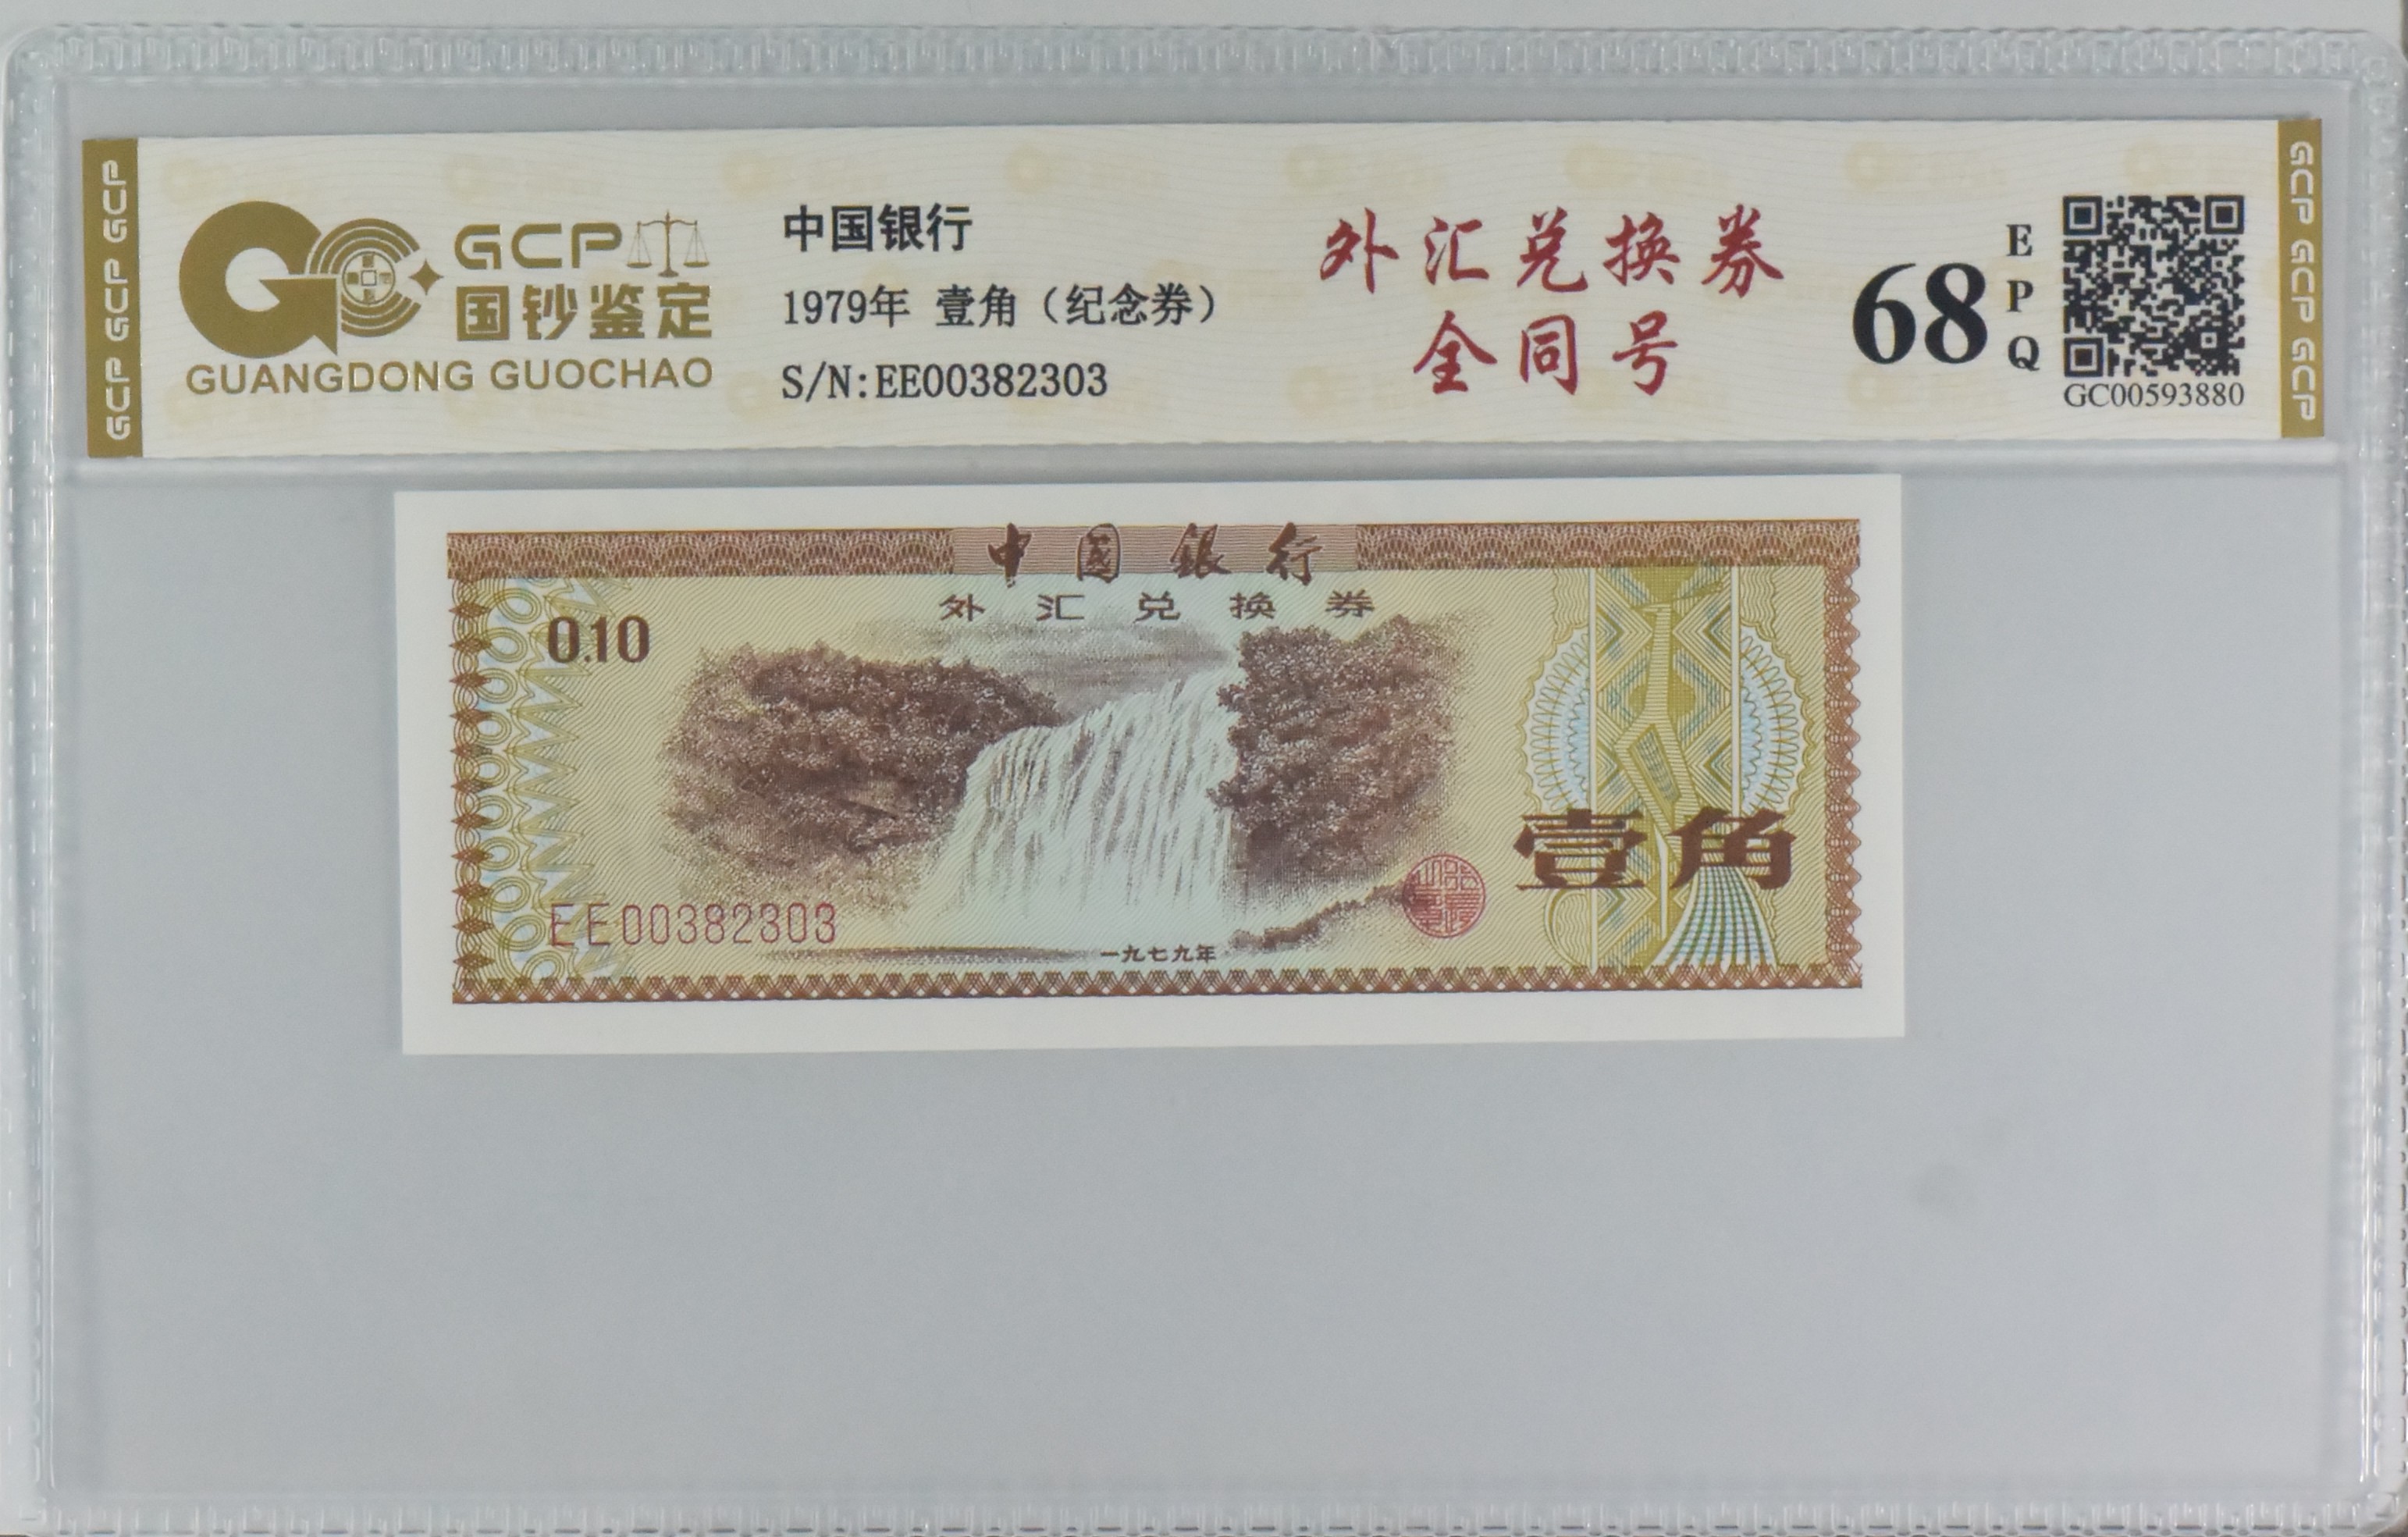 GCP GCP GCP
GCP
国钞鉴定
GUANGDONG GUOCHAO
中国银行
1979年 壹角（纪念券）
S/N:EE00382303
外汇兑换券
全同号
68
E
P
Q
GC00593880
GCP GCP GCP
中國銀行
外汇兑换券
0.10
壹角
EE00382303
一九七九年